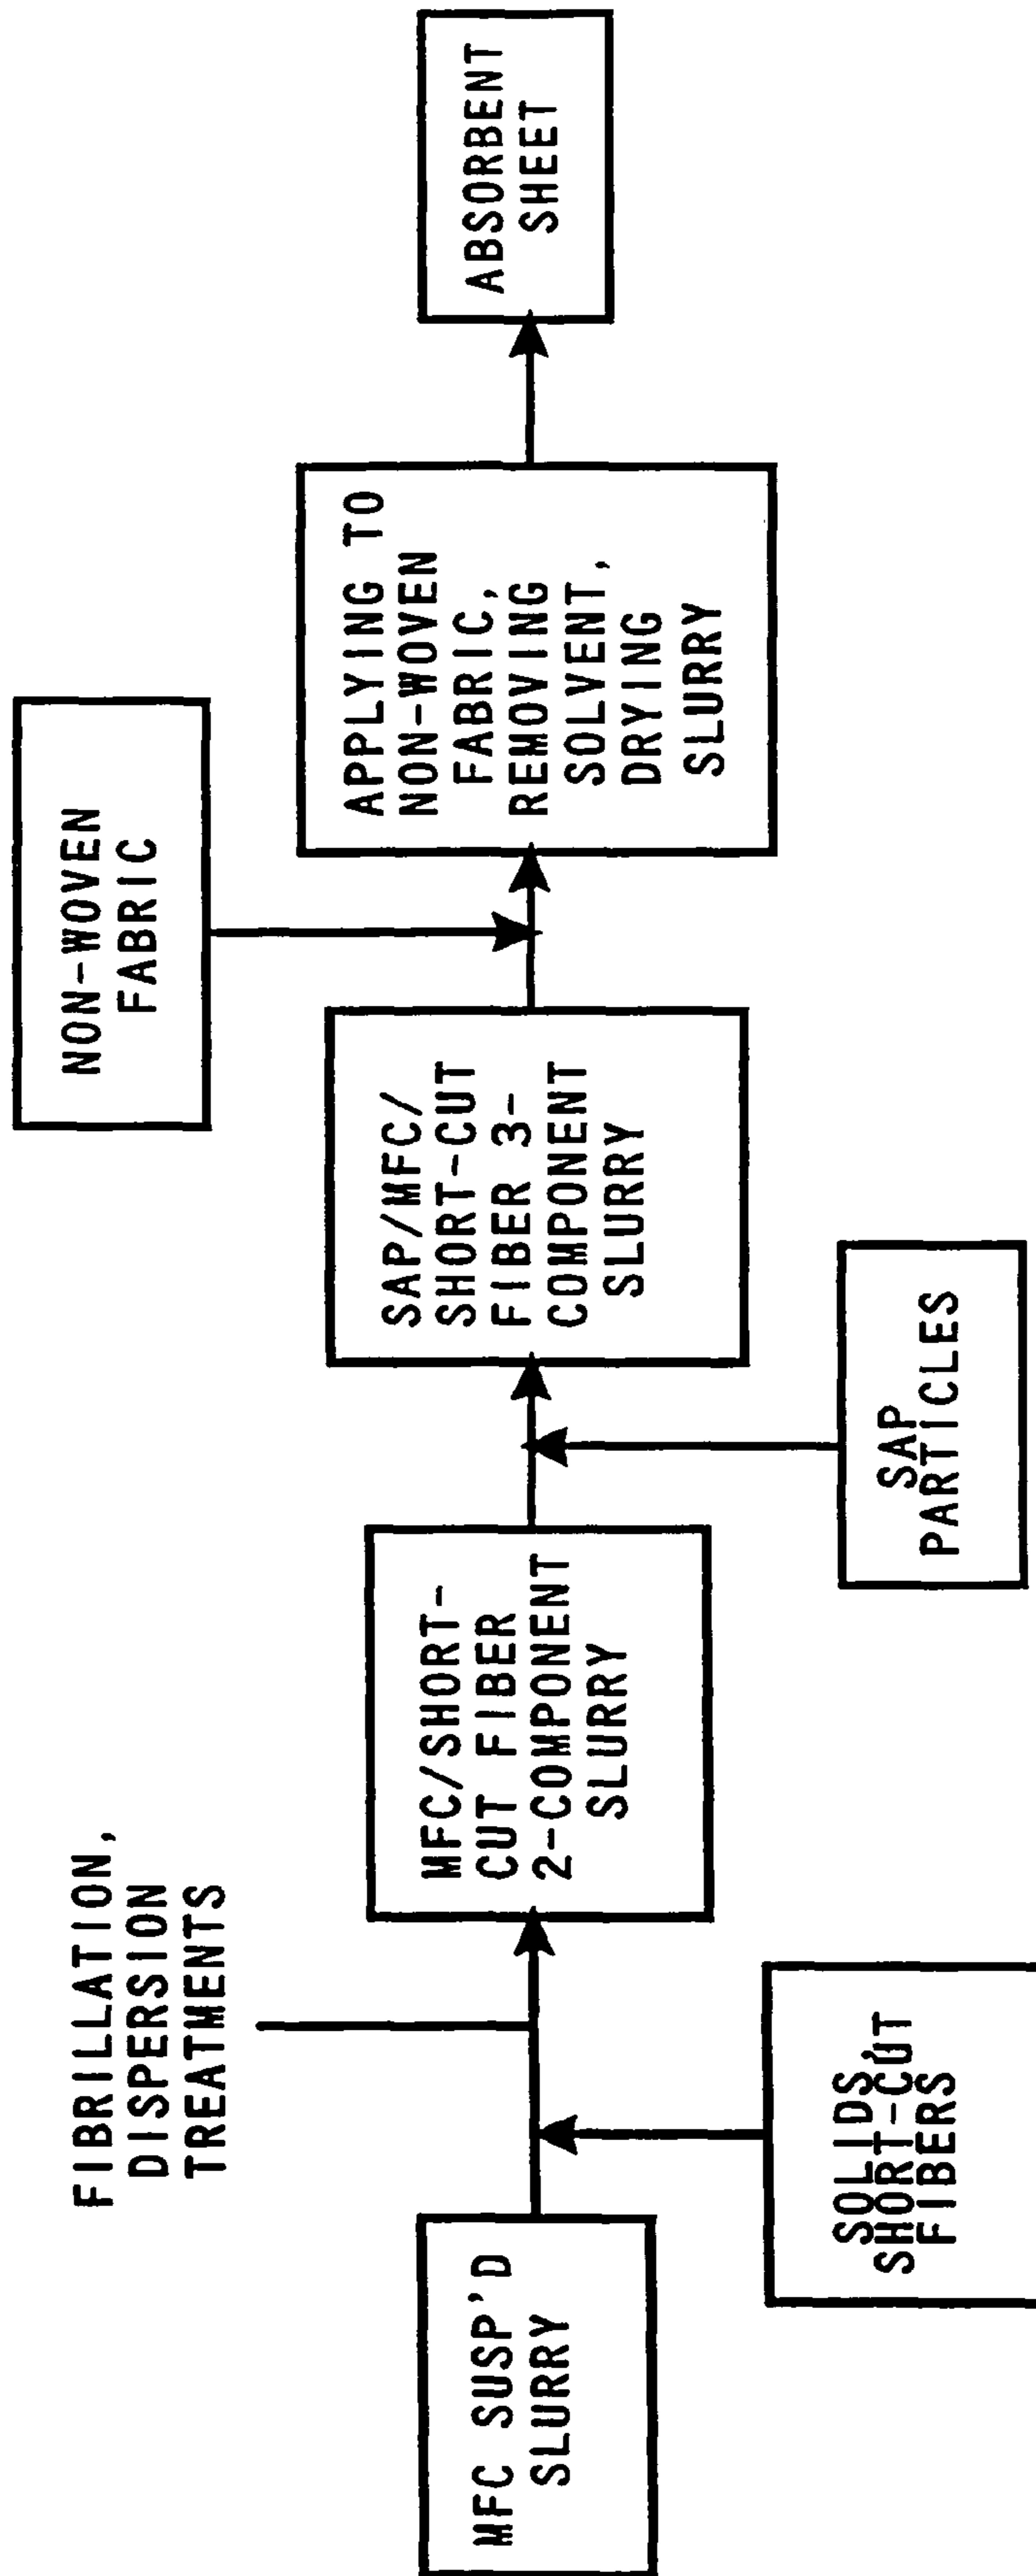 FIBRILLATION,
DISPERSION
TREATMENTS
MFC SUSP'D
SLURRY
SOLIDS,
SHORT-CUT
FIBERS
MFC/SHORT-
CUT FIBER
2-COMPONENT
SLURRY
SAP
PARTICLES
SAP/MFC/
SHORT-CUT
FIBER 3-
COMPONENT
SLURRY
NON-WOVEN
FABRIC
APPLYING TO
NON-WOVEN
FABRIC,
REMOVING
SOLVENT,
DRYING
SLURRY
ABSORBENT
SHEET